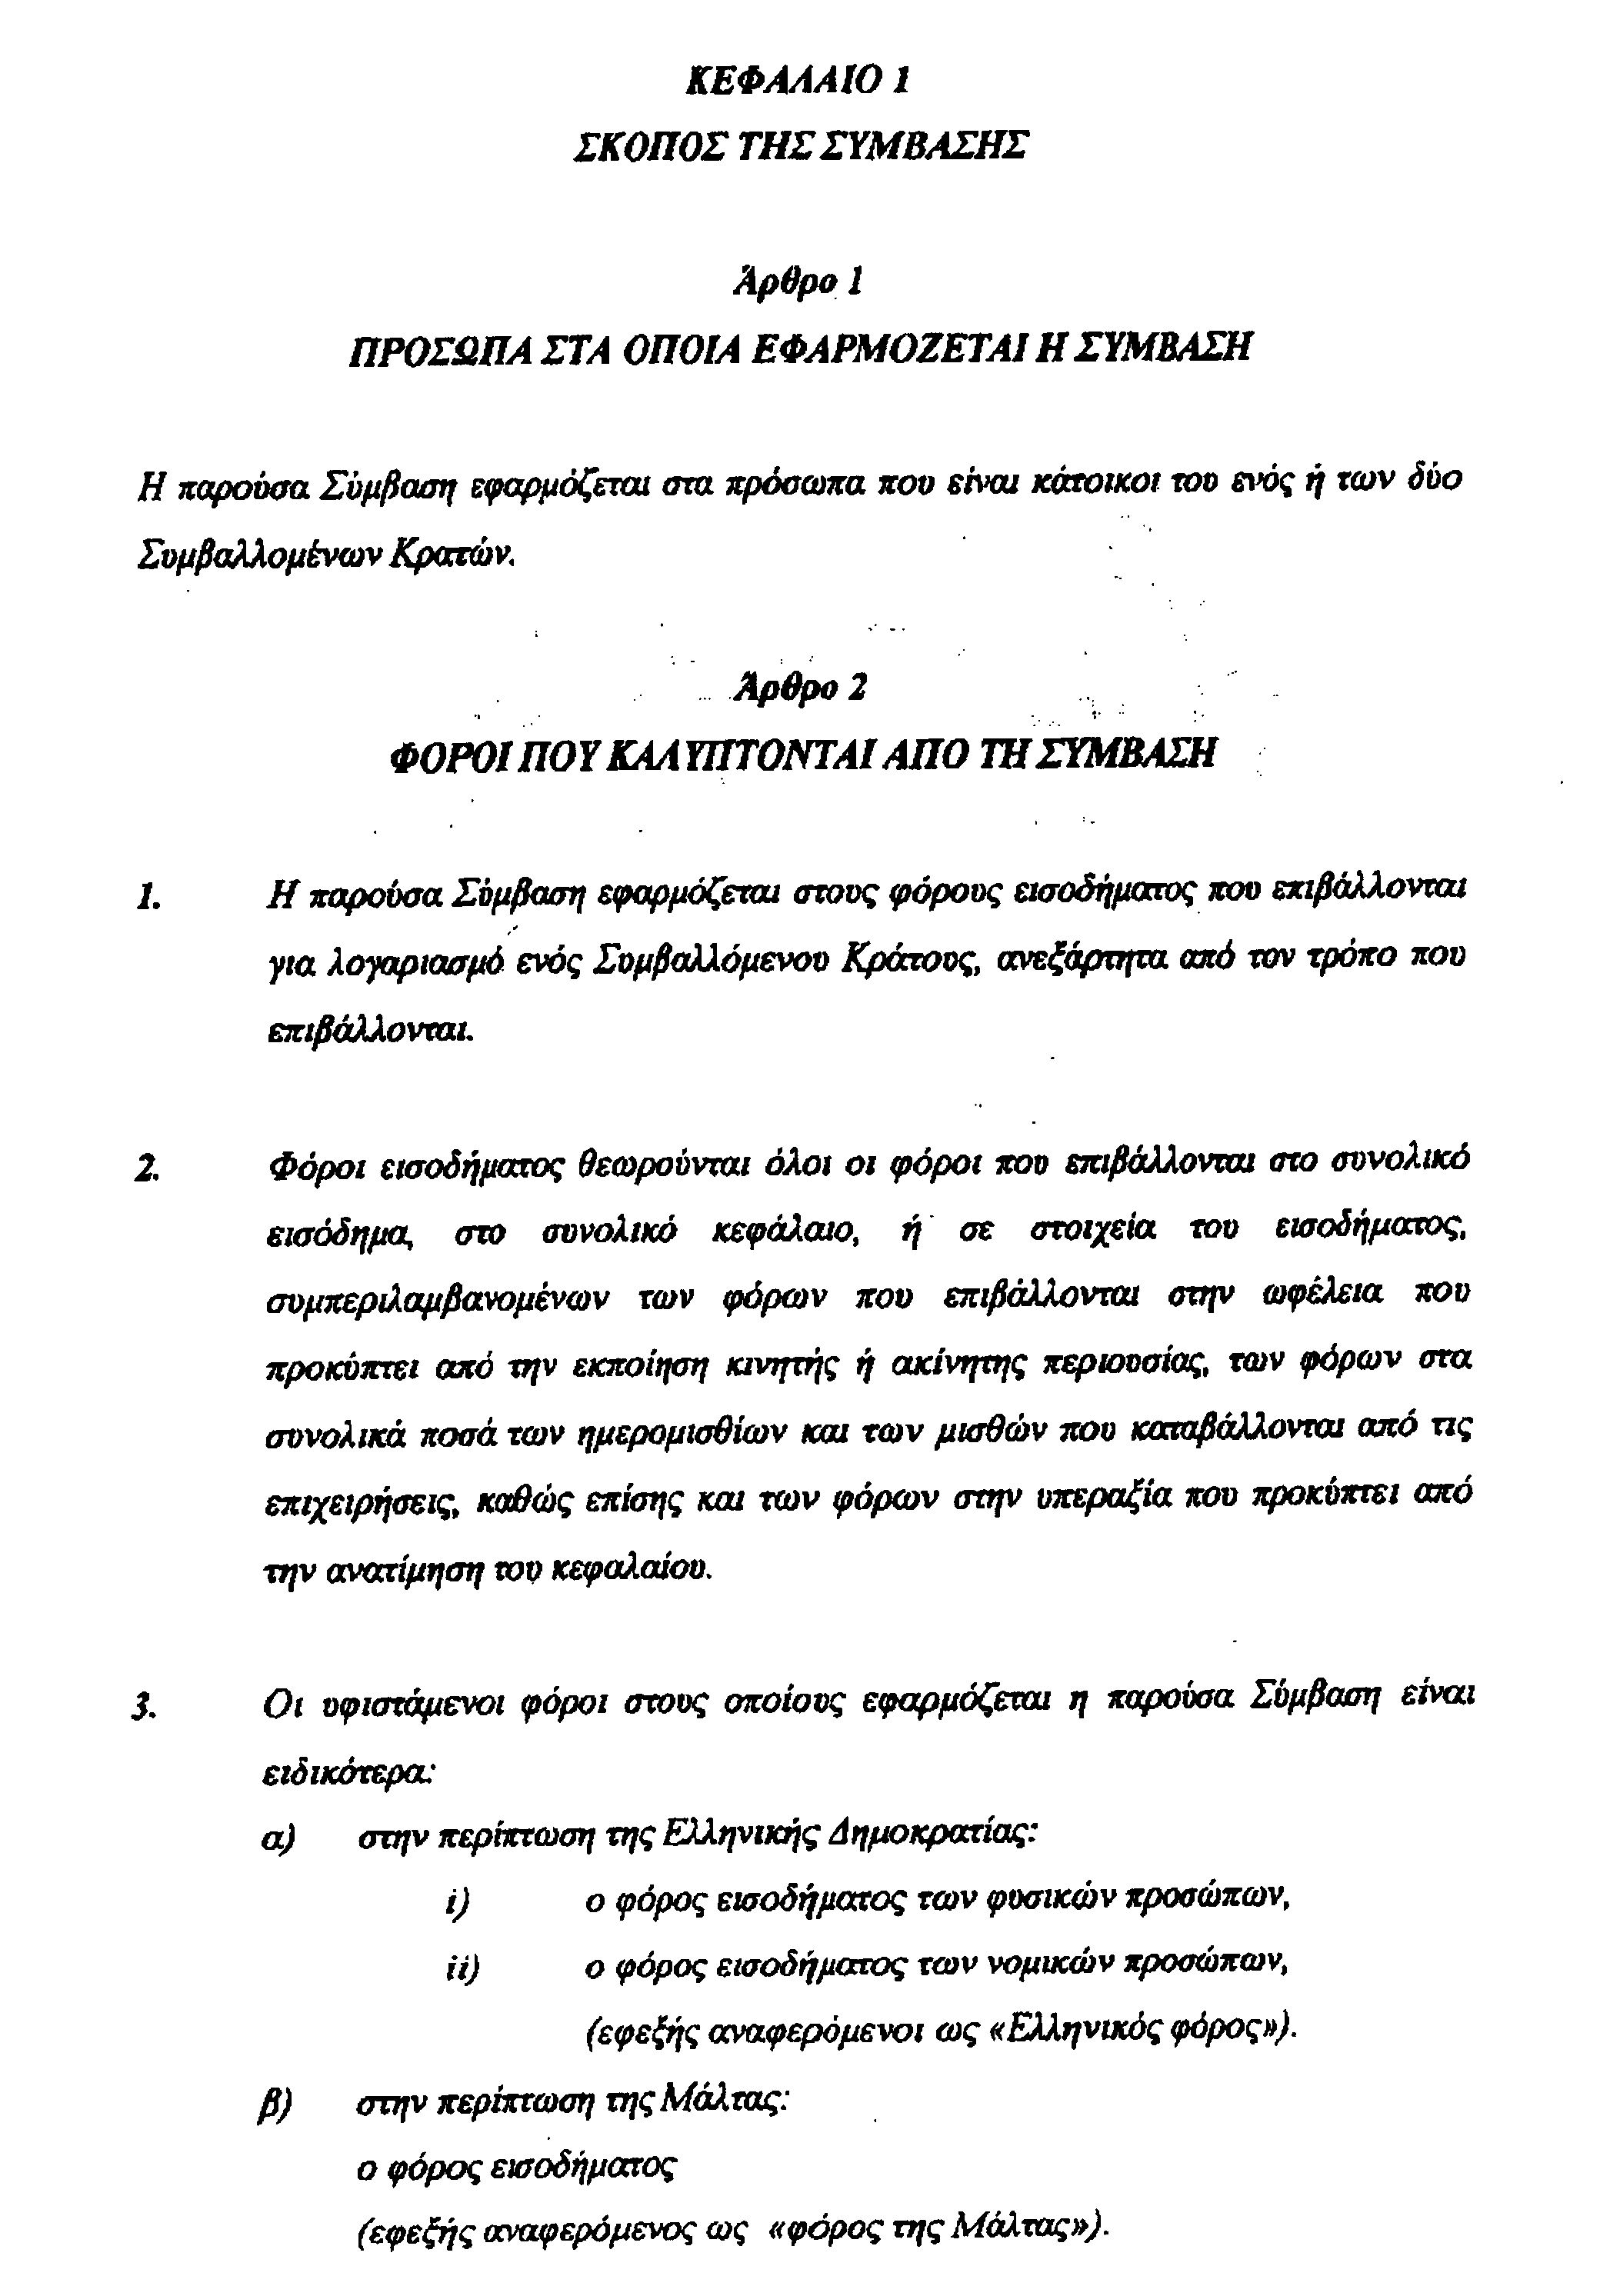 ΚΕΦΑΛΑΙΟ 1
ΣΚΟΠΟΣ ΤΗΣ ΣΥΜΒΑΣΗΣ
Άρθρο 1
ΠΡΟΣΩΠΑ ΣΤΑ ΟΠΟΙΑ ΕΦΑΡΜΟΖΕΤΑΙ Η ΣΥΜΒΑΣΗ
Η παρούσα Σύμβαση εφαρμόζεται στα πρόσωπα που είναι κάτοικοι του ενός ή των δύο
Συμβαλλομένων Κρατών.
Άρθρο 2
ΦΟΡΟΙ ΠΟΥ ΚΑΛΥΠΤΟΝΤΑΙ ΑΠΟ ΤΗ ΣΥΜΒΑΣΗ
1. Η παρούσα Σύμβαση εφαρμόζεται στους φόρους εισοδήματος που επιβάλλονται
για λογαριασμό ενός Συμβαλλόμενου Κράτους, ανεξάρτητα από τον τρόπο που
επιβάλλονται.
2. Φόροι εισοδήματος θεωρούνται όλοι οι φόροι που επιβάλλονται στο συνολικό
εισόδημα, στο συνολικό κεφάλαιο, ή σε στοιχεία του εισοδήματος,
συμπεριλαμβανομένων των φόρων που επιβάλλονται στην ωφέλεια που
προκύπτει από την εκποίηση κινητής ή ακίνητης περιουσίας, των φόρων στα
συνολικά ποσά των ημερομισθίων και των μισθών που καταβάλλονται από τις
επιχειρήσεις, καθώς επίσης και των φόρων στην υπεραξία που προκύπτει από
την ανατίμηση του κεφαλαίου.
3. Οι υφιστάμενοι φόροι στους οποίους εφαρμόζεται η παρούσα Σύμβαση είναι
ειδικότερα:
α) στην περίπτωση της Ελληνικής Δημοκρατίας:
i) ο φόρος εισοδήματος των φυσικών προσώπων,
ii) ο φόρος εισοδήματος των νομικών προσώπων,
(εφεξής αναφερόμενοι ως «Ελληνικός φόρος»).
β) στην περίπτωση της Μάλτας:
ο φόρος εισοδήματος
(εφεξής αναφερόμενος ως «φόρος της Μάλτας»).